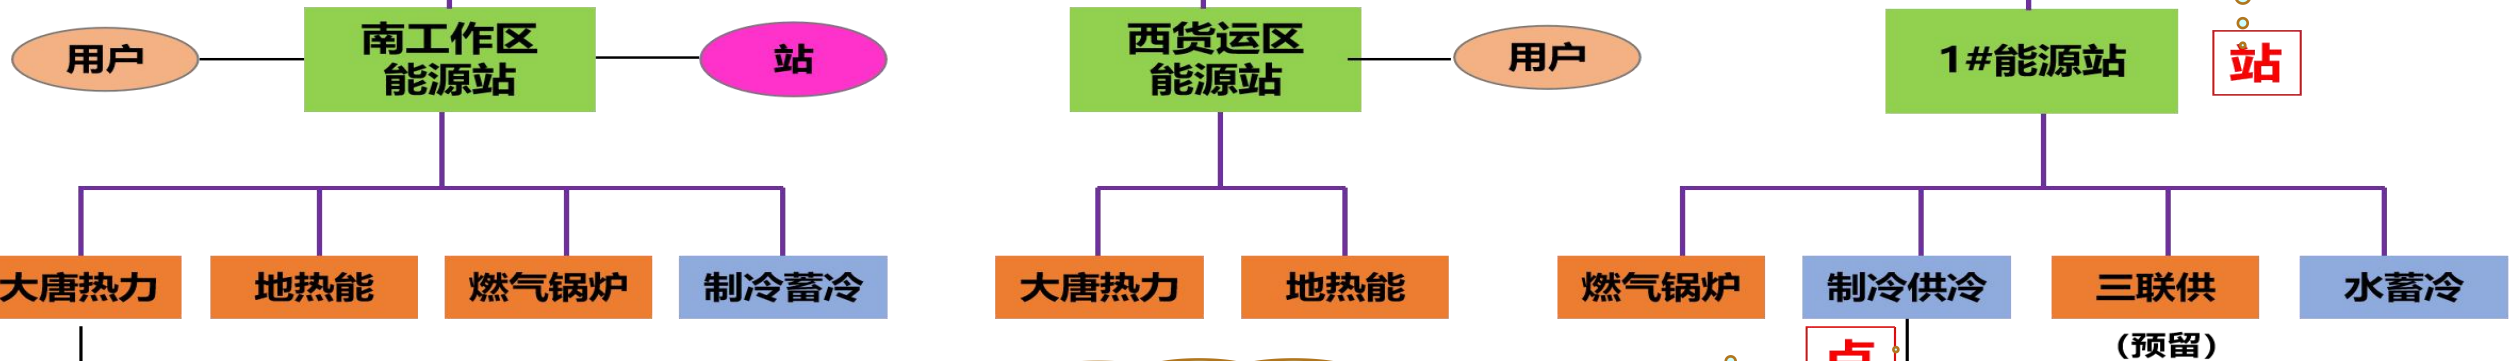 用户
南工作区
能源站
站
西货运区
能源站
用户
1#能源站
站
大唐热力
地热能
燃气锅炉
制冷蓄冷
大唐热力
地热能
燃气锅炉
制冷供冷
三联供
水蓄冷
(预留)